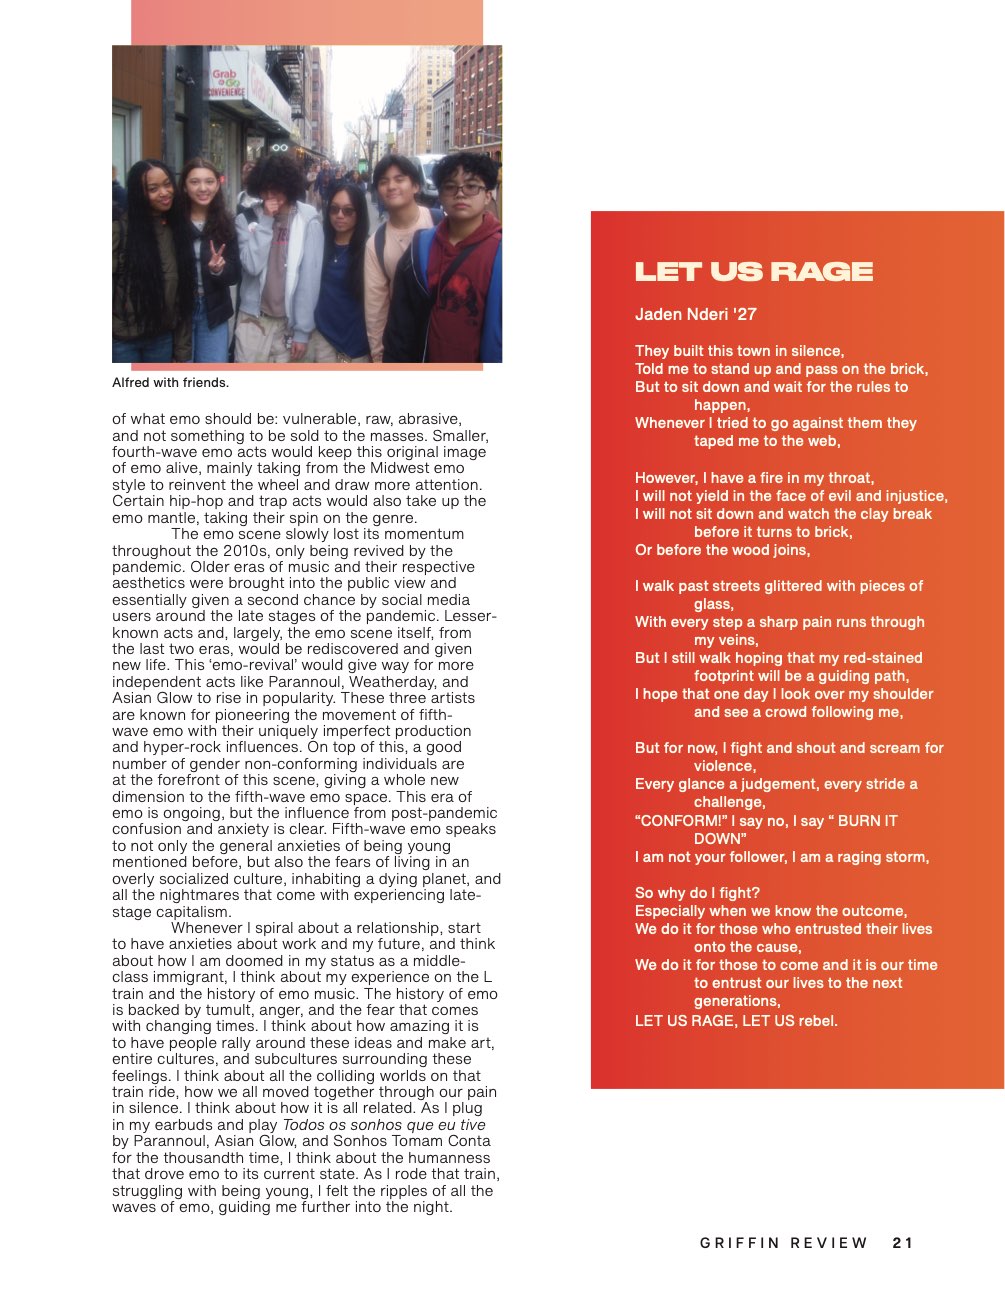 Grab
n Go
CONVENIENCE
Alfred with friends.
of what emo should be: vulnerable, raw, abrasive,
and not something to be sold to the masses. Smaller,
fourth-wave emo acts would keep this original image
of emo alive, mainly taking from the Midwest emo
style to reinvent the wheel and draw more attention.
Certain hip-hop and trap acts would also take up the
emo mantle, taking their spin on the genre.
The emo scene slowly lost its momentum
throughout the 2010s, only being revived by the
pandemic. Older eras of music and their respective
aesthetics were brought into the public view and
essentially given a second chance by social media
users around the late stages of the pandemic. Lesser-
known acts and, largely, the emo scene itself, from
the last two eras, would be rediscovered and given
new life. This ‘emo-revival’ would give way for more
independent acts like Parannoul, Weatherday, and
Asian Glow to rise in popularity. These three artists
are known for pioneering the movement of fifth-
wave emo with their uniquely imperfect production
and hyper-rock influences. On top of this, a good
number of gender non-conforming individuals are
at the forefront of this scene, giving a whole new
dimension to the fifth-wave emo space. This era of
emo is ongoing, but the influence from post-pandemic
confusion and anxiety is clear. Fifth-wave emo speaks
to not only the general anxieties of being young
mentioned before, but also the fears of living in an
overly socialized culture, inhabiting a dying planet, and
all the nightmares that come with experiencing late-
stage capitalism.
Whenever I spiral about a relationship, start
to have anxieties about work and my future, and think
about how I am doomed in my status as a middle-
class immigrant, I think about my experience on the L
train and the history of emo music. The history of emo
is backed by tumult, anger, and the fear that comes
with changing times. I think about how amazing it is
to have people rally around these ideas and make art,
entire cultures, and subcultures surrounding these
feelings. I think about all the colliding worlds on that
train ride, how we all moved together through our pain
in silence. I think about how it is all related. As I plug
in my earbuds and play Todos os sonhos que eu tive
by Parannoul, Asian Glow, and Sonhos Tomam Conta
for the thousandth time, I think about the humanness
that drove emo to its current state. As I rode that train,
struggling with being young, I felt the ripples of all the
waves of emo, guiding me further into the night.
LET US RAGE
Jaden Nderi '27
They built this town in silence,
Told me to stand up and pass on the brick,
But to sit down and wait for the rules to
happen,
Whenever I tried to go against them they
taped me to the web,
However, I have a fire in my throat,
I will not yield in the face of evil and injustice,
I will not sit down and watch the clay break
before it turns to brick,
Or before the wood joins,
I walk past streets glittered with pieces of
glass,
With every step a sharp pain runs through
my veins,
But I still walk hoping that my red-stained
footprint will be a guiding path,
I hope that one day I look over my shoulder
and see a crowd following me,
But for now, I fight and shout and scream for
violence,
Every glance a judgement, every stride a
challenge,
“CONFORM!” I say no, I say “ BURN IT
DOWN”
I am not your follower, I am a raging storm,
So why do I fight?
Especially when we know the outcome,
We do it for those who entrusted their lives
onto the cause,
We do it for those to come and it is our time
to entrust our lives to the next
generations,
LET US RAGE, LET US rebel.
GRIFFIN REVIEW 21